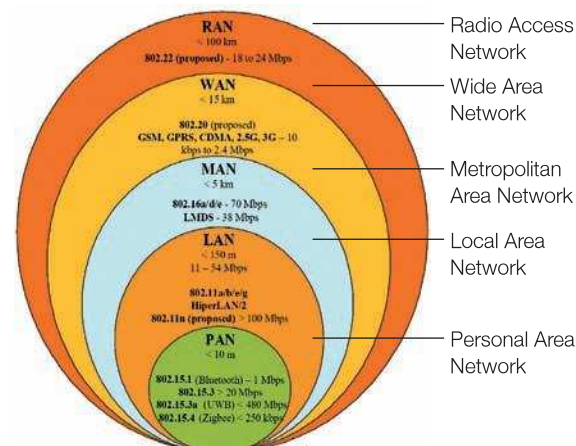 RAN
< 100 km
802.22 (proposed) - 18 to 24 Mbps
WAN
< 15 km
802.20 (proposed)
GSM, GPRS, CDMA, 2.5G, 3G – 10
kbps to 2.4 Mbps
MAN
< 5 km
802.16a/d/e - 70 Mbps
LMDS - 38 Mbps
LAN
< 150 m
11 – 54 Mbps
802.11a/b/e/g
HiperLAN/2
802.11n (proposed) > 100 Mbps
PAN
< 10 m
802.15.1 (Bluetooth) – 1 Mbps
802.15.3 > 20 Mbps
802.15.3a (UWB) < 480 Mbps
802.15.4 (Zigbee) < 250 kbps
Radio Access
Network
Wide Area
Network
Metropolitan
Area Network
Local Area
Network
Personal Area
Network